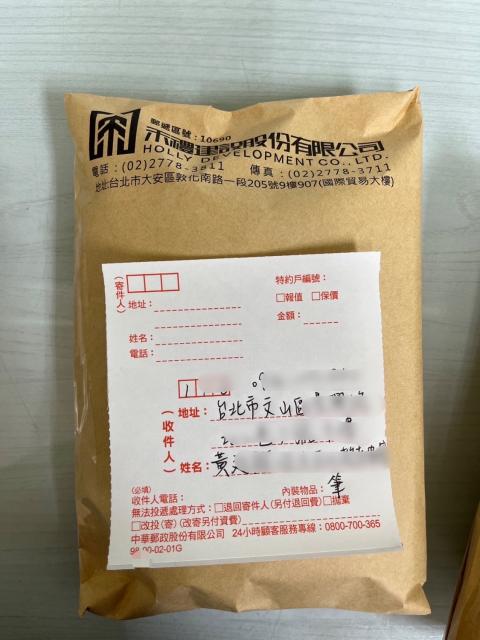 郵遞區號:10690
禾禮建設股份有限公司
HOLLY DEVELOPMENT CO., LTD.
電話:(02)2778-3911 傳真:(02)2778-3711
地址:台北市大安區敦化南路一段205號9樓907(國際貿易大樓)
(寄件人)
特約戶編號:
地址:
□報值 □保價
金額:
姓名:
電話:
(收件人)
地址:台北市文山區
姓名:黃
(必填)
收件人電話:
內裝物品:筆
無法投遞處理方式:□退回寄件人(另付退回費)□拋棄
□改投(寄)(改寄另付資費)
中華郵政股份有限公司 24小時顧客服務專線:0800-700-365